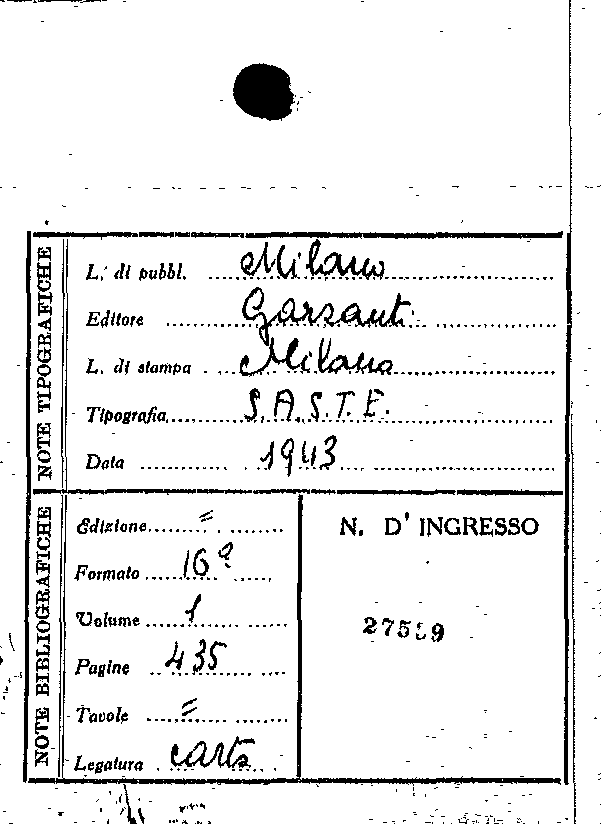 NOTE TIPOGRAFICHE
L. di pubbl. Milano
Editore Garzanti
L. di stampa Milano
Tipografia S.A.S.T.E.
Data 1943
NOTE BIBLIOGRAFICHE
Edizione =
Formato 16º
Volume 1
Pagine 435
Tavole =
Legatura carta
N. D'INGRESSO